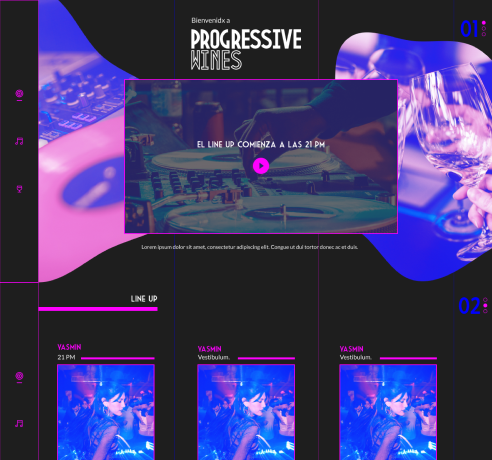 Bienvenidx a
PROGRESSIVE
WINES
01
EL LINE UP COMIENZA A LAS 21 PM
Lorem ipsum dolor sit amet, consectetur adipiscing elit. Congue ut dui tortor donec ac et duis.
LINE UP
02
YASMIN
21 PM
YASMIN
Vestibulum.
YASMIN
Vestibulum.